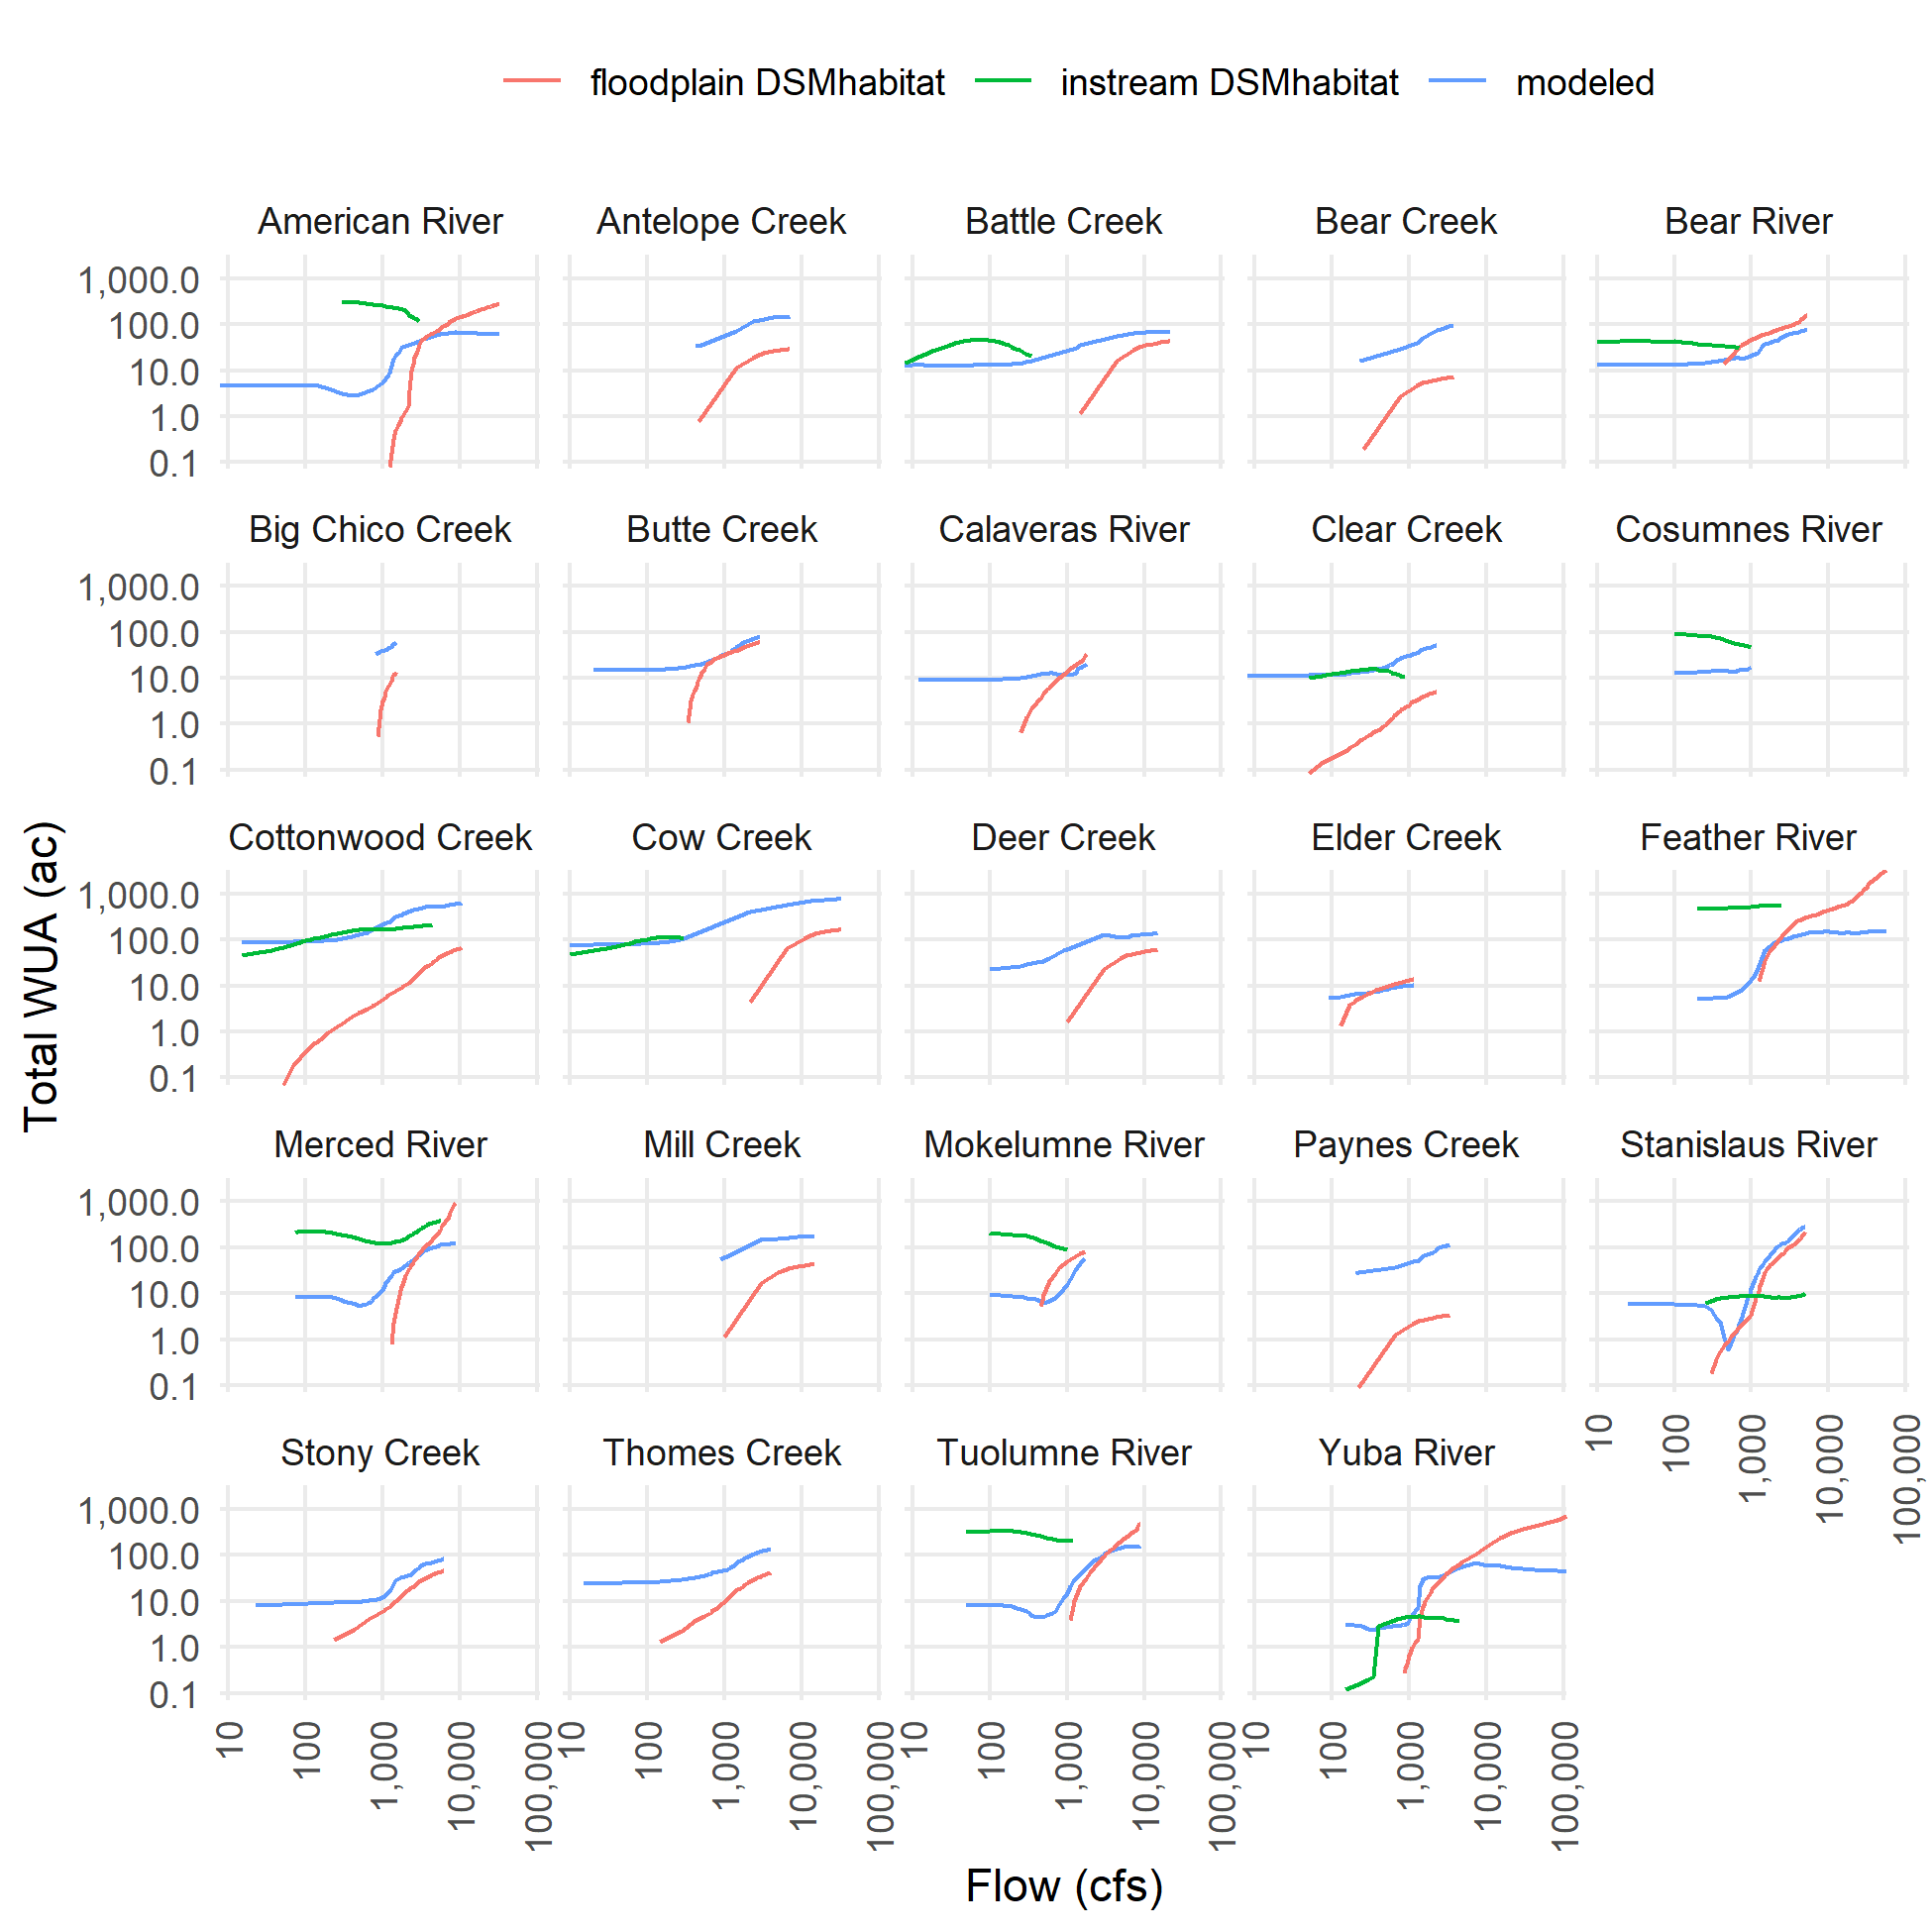 floodplain DSMhabitat instream DSMhabitat modeled
American River Antelope Creek Battle Creek Bear Creek Bear River
1,000.0
100.0
10.0
1.0
0.1
Big Chico Creek Butte Creek Calaveras River Clear Creek Cosumnes River
1,000.0
100.0
10.0
1.0
0.1
Total WUA (ac)
Cottonwood Creek Cow Creek Deer Creek Elder Creek Feather River
1,000.0
100.0
10.0
1.0
0.1
Merced River Mill Creek Mokelumne River Paynes Creek Stanislaus River
1,000.0
100.0
10.0
1.0
0.1
10 100 1,000 10,000 100,000
Stony Creek Thomes Creek Tuolumne River Yuba River
1,000.0
100.0
10.0
1.0
0.1
10 100 1,000 10,000 100,000 10 100 1,000 10,000 100,000 10 100 1,000 10,000 100,000 10 100 1,000 10,000 100,000
Flow (cfs)